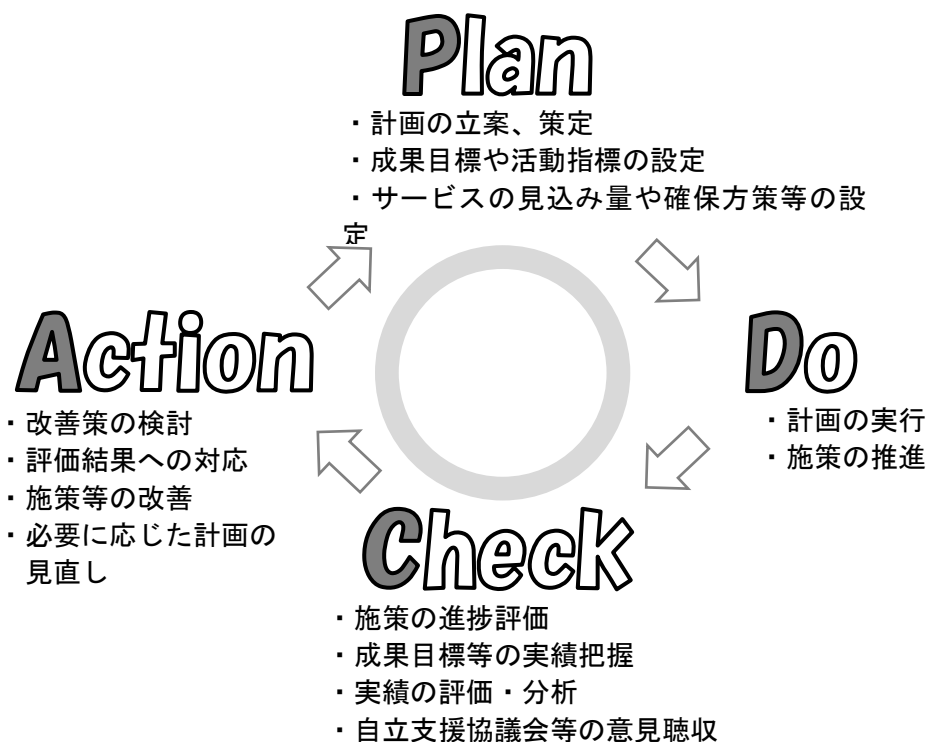 Plan
・計画の立案、策定
・成果目標や活動指標の設定
・サービスの見込み量や確保方策等の設
定
Do
・計画の実行
・施策の推進
Check
・施策の進捗評価
・成果目標等の実績把握
・実績の評価・分析
・自立支援協議会等の意見聴収
Action
・改善策の検討
・評価結果への対応
・施策等の改善
・必要に応じた計画の
見直し